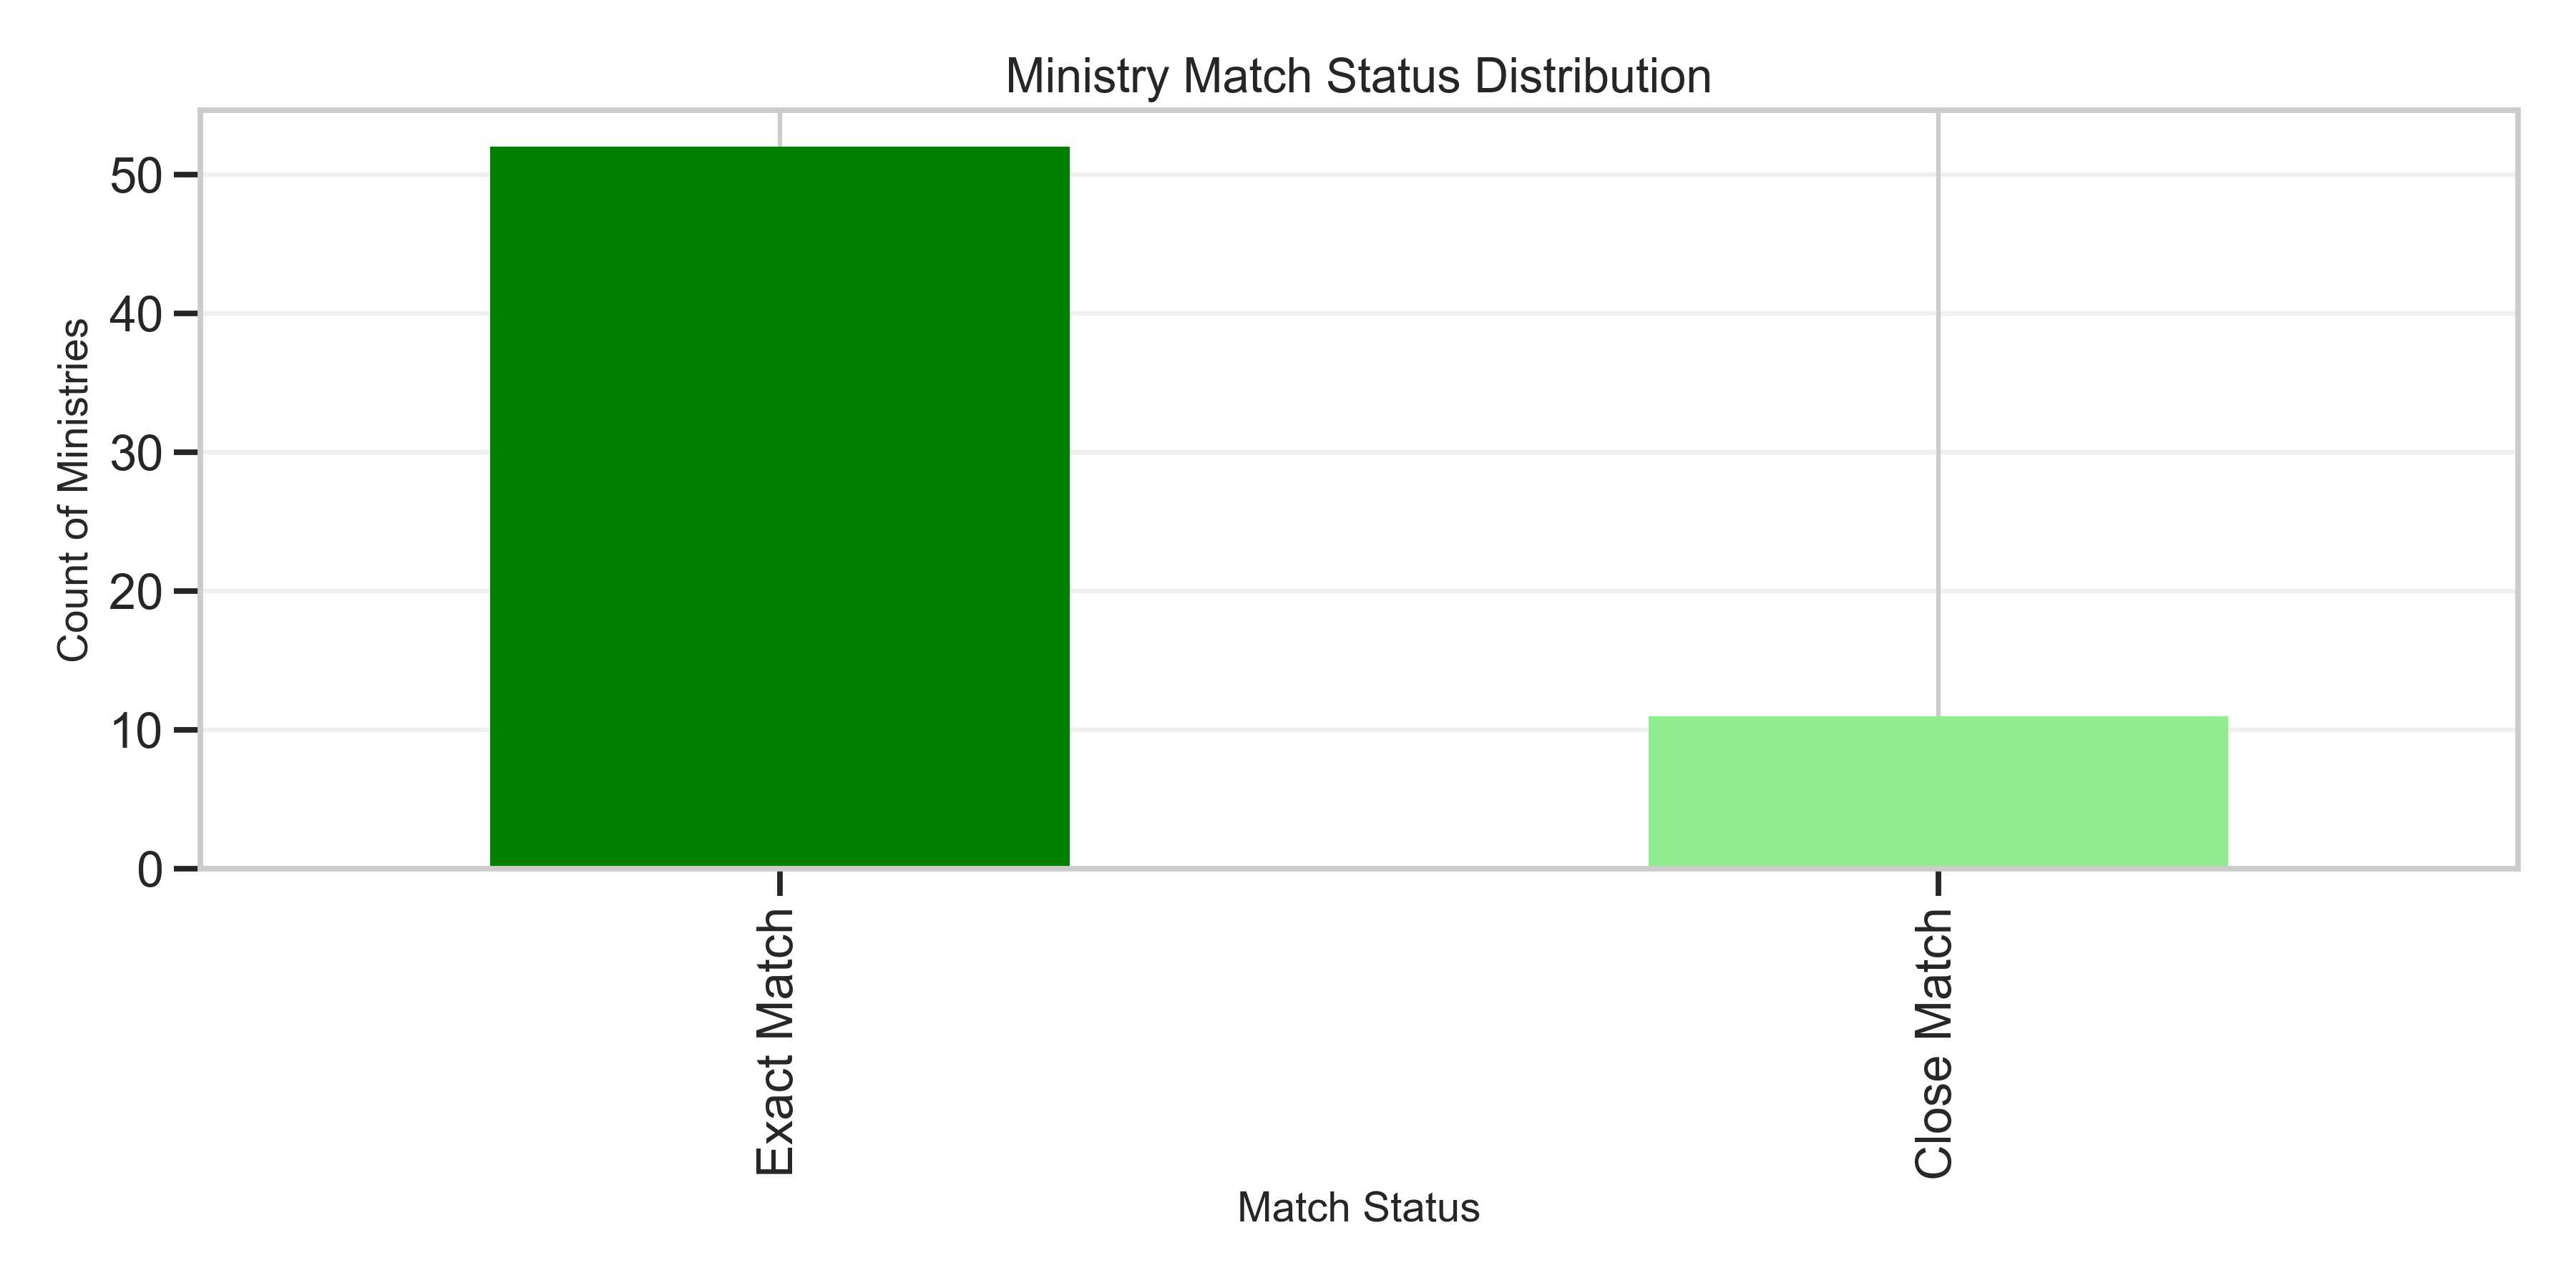 Ministry Match Status Distribution
Count of Ministries
50
40
30
20
10
0
Exact Match
Close Match
Match Status